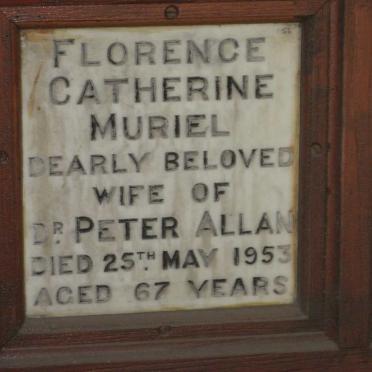 FLORENCE
CATHERINE
MURIEL
DEARLY BELOVED
WIFE OF
DR PETER ALLAN
DIED 25TH MAY 1953
AGED 67 YEARS